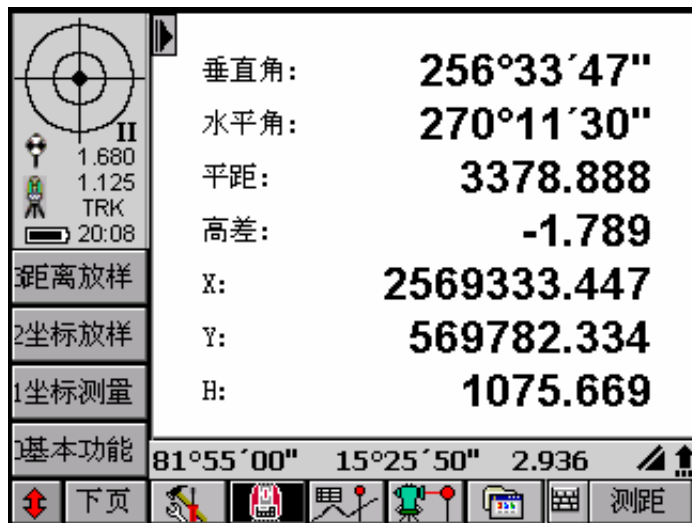 II
1.680
1.125
TRK
20:08
3距离放样
2坐标放样
1坐标测量
0基本功能
下页
垂直角: 256°33′47"
水平角: 270°11′30"
平距: 3378.888
高差: -1.789
X: 2569333.447
Y: 569782.334
H: 1075.669
81°55′00" 15°25′50" 2.936
测距